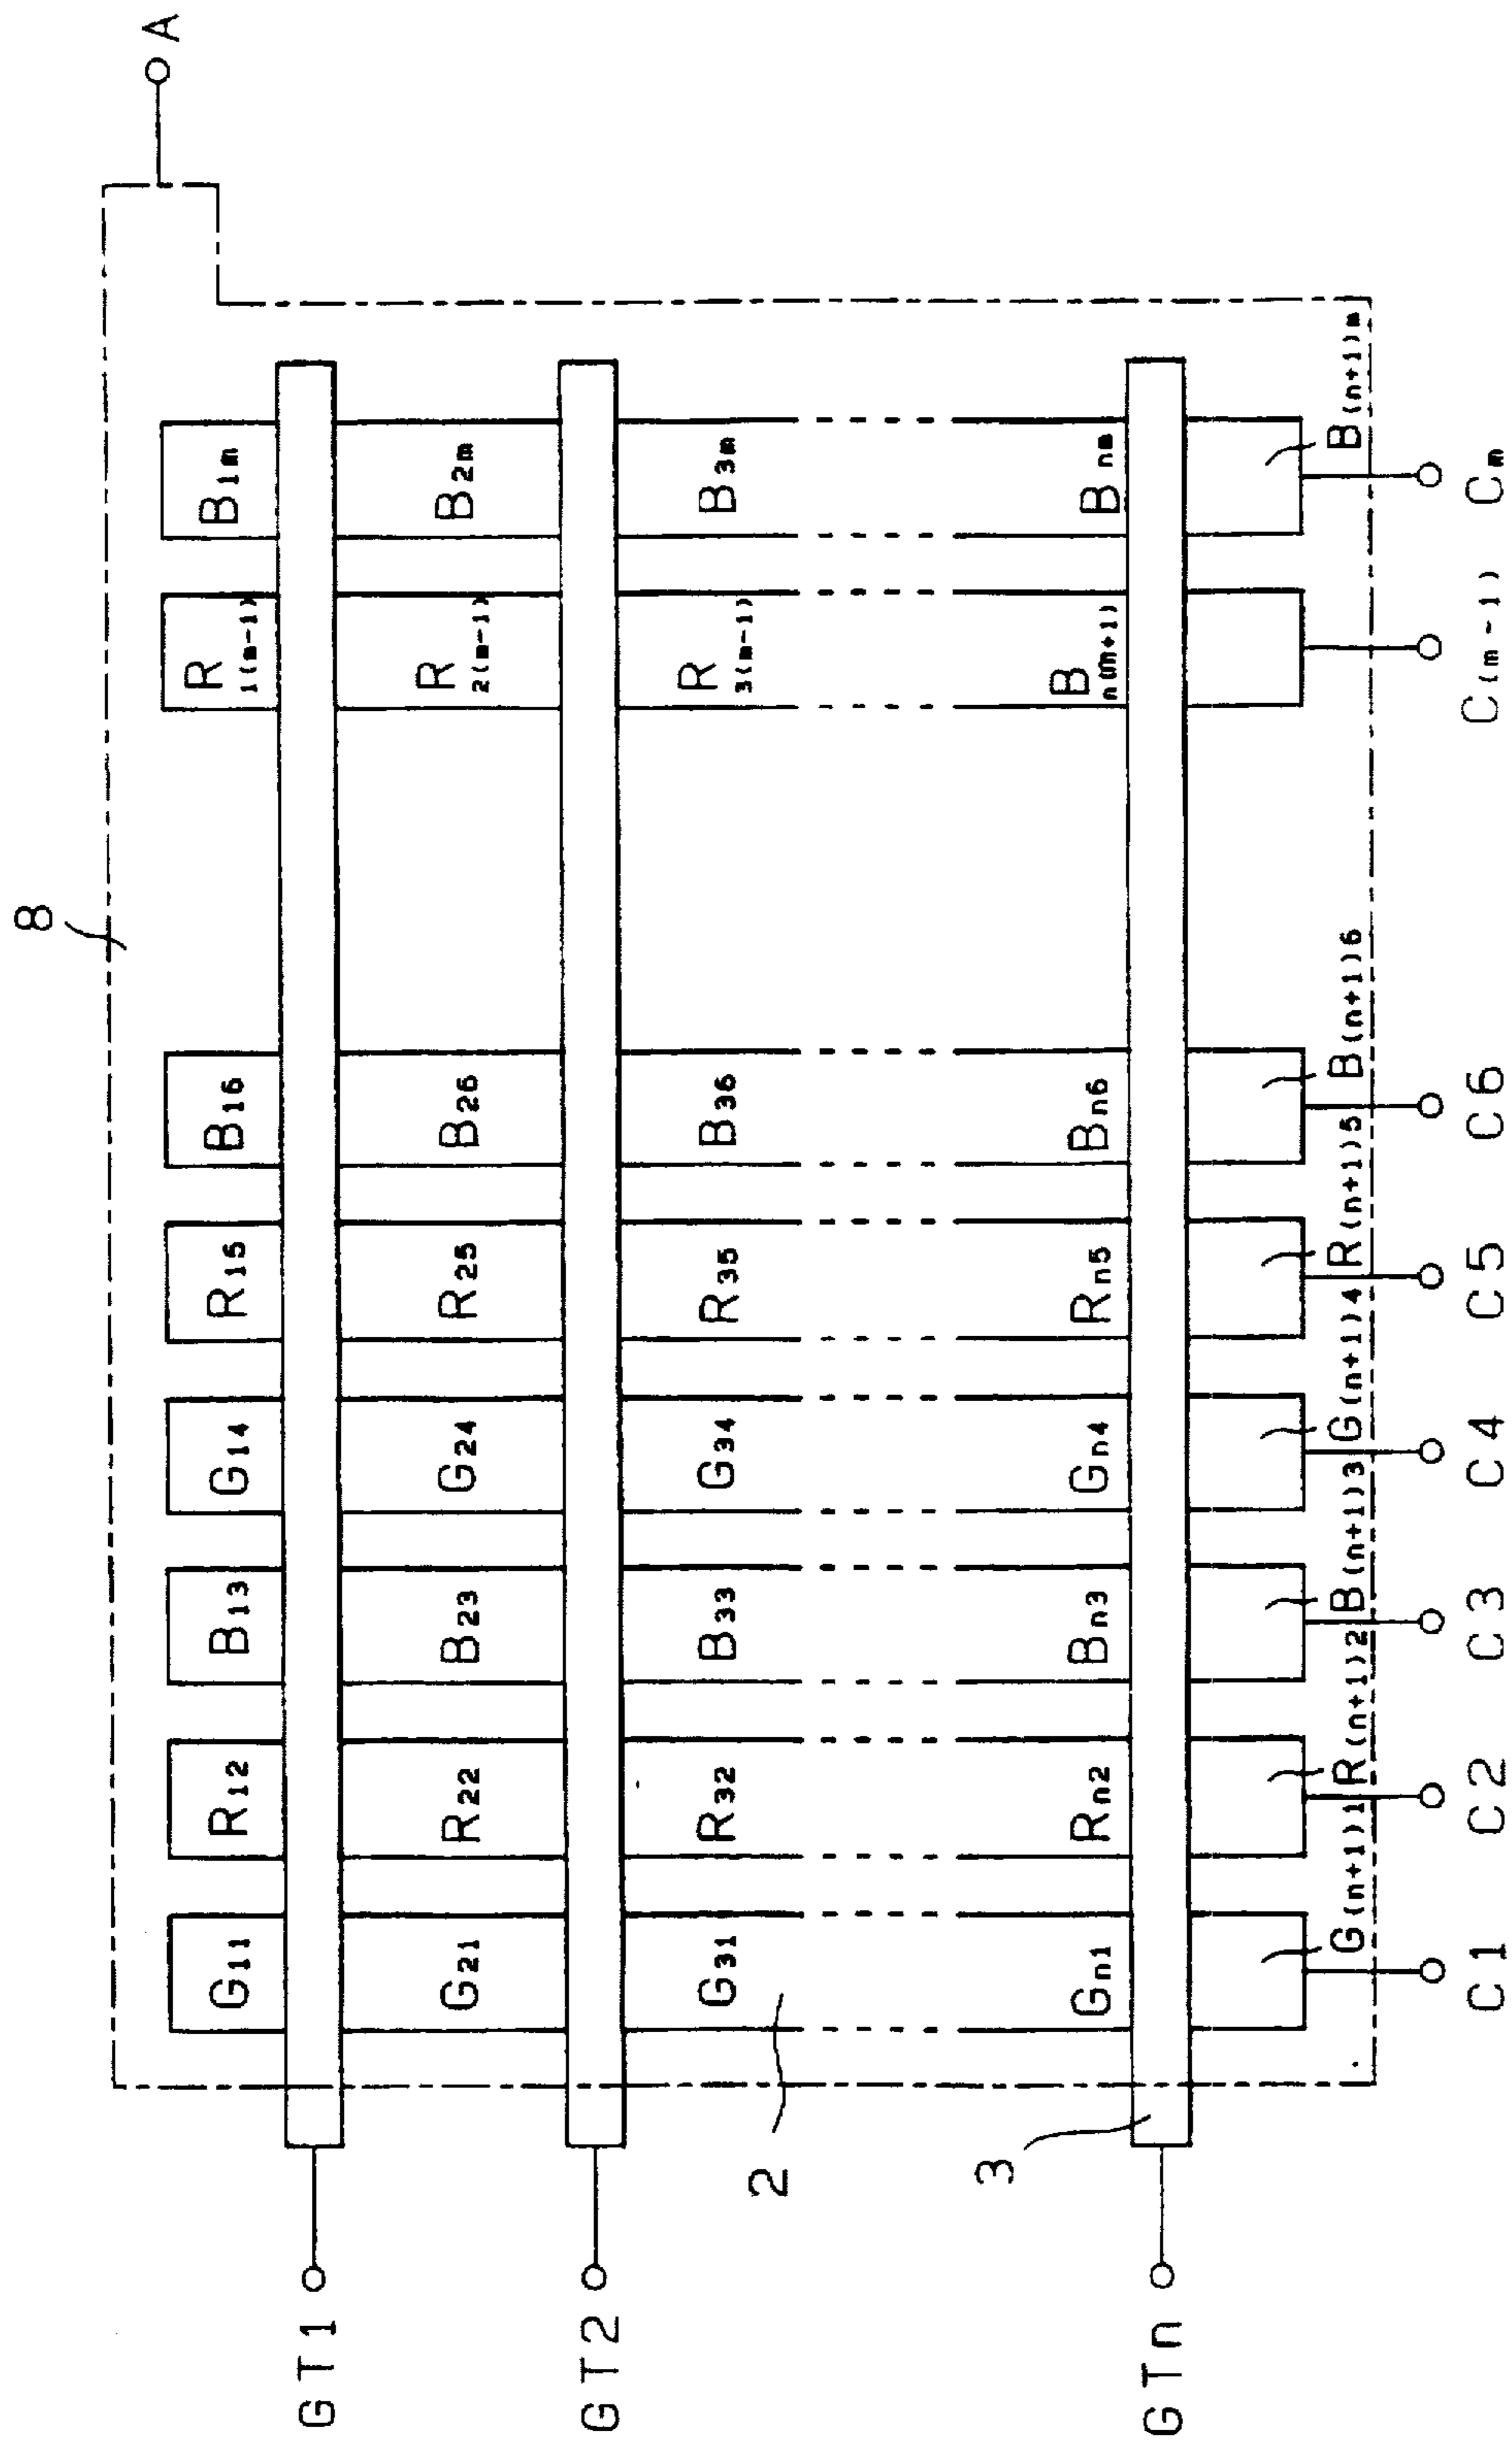 8
A
G11 R12 B13 G14 R15 B16 R1(m-1) B1m
GT1
G21 R22 B23 G24 R25 B26 R2(m-1) B2m
GT2
G31 R32 B33 G34 R35 B36 R3(m-1) B3m
2
Gn1 Rn2 Bn3 Gn4 Rn5 Bn6 Bn(m+1) Bnm
3
GTn
G(n+1)1 R(n+1)2 B(n+1)3 G(n+1)4 R(n+1)5 B(n+1)6 B(n+1)m
C1 C2 C3 C4 C5 C6 C(m-1) Cm